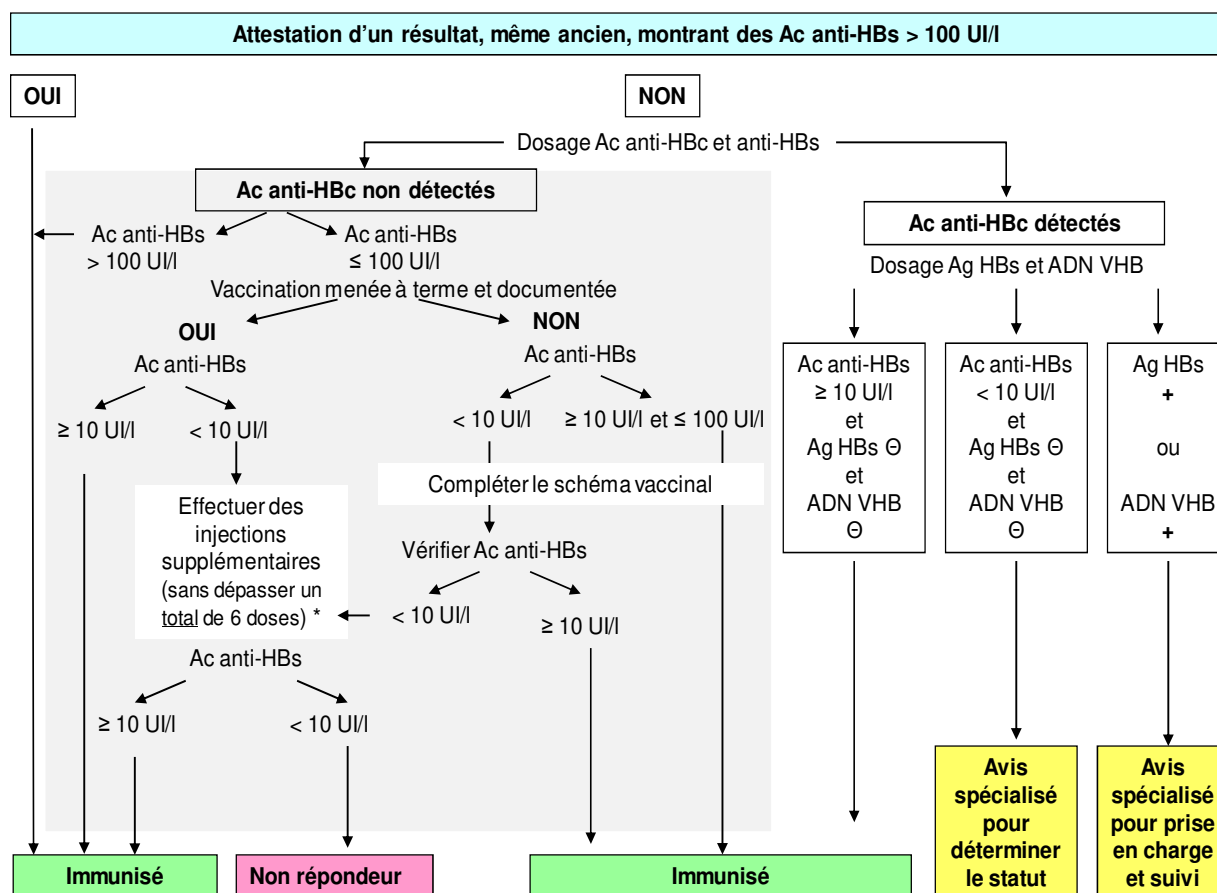 Attestation d’un résultat, même ancien, montrant des Ac anti-HBs > 100 UI/l
OUI
NON
Dosage Ac anti-HBc et anti-HBs
Ac anti-HBc non détectés
Ac anti-HBs
> 100 UI/l
Ac anti-HBs
≤ 100 UI/l
Vaccination menée à terme et documentée
OUI
Ac anti-HBs
≥ 10 UI/l
< 10 UI/l
NON
Ac anti-HBs
< 10 UI/l
≥ 10 UI/l et ≤ 100 UI/l
Effectuer des
injections
supplémentaires
(sans dépasser un
total de 6 doses) *
Compléter le schéma vaccinal
Vérifier Ac anti-HBs
< 10 UI/l
≥ 10 UI/l
Ac anti-HBs
≥ 10 UI/l
< 10 UI/l
Ac anti-HBc détectés
Dosage Ag HBs et ADN VHB
Ac anti-HBs
≥ 10 UI/l
et
Ag HBs Θ
et
ADN VHB
Θ
Ac anti-HBs
< 10 UI/l
et
Ag HBs Θ
et
ADN VHB
Θ
Ag HBs
+
ou
ADN VHB
+
Immunisé
Non répondeur
Immunisé
Avis
spécialisé
pour
déterminer
le statut
Avis
spécialisé
pour prise
en charge
et suivi